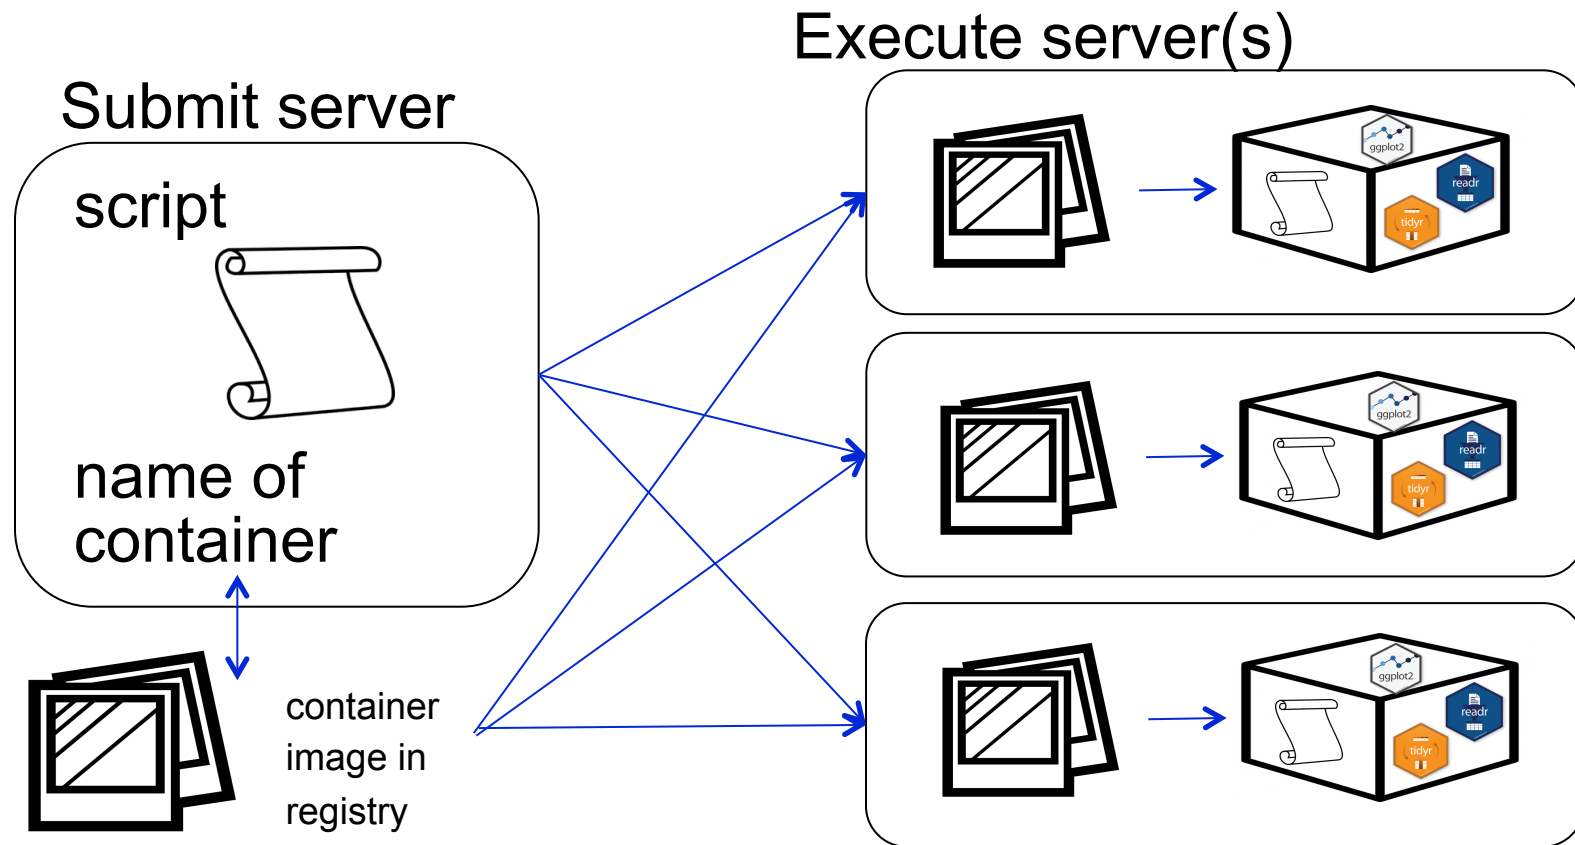 Execute server(s)
Submit server
script
name of
container
container
image in
registry
ggplot2
readr
tidyr
ggplot2
readr
tidyr
ggplot2
readr
tidyr